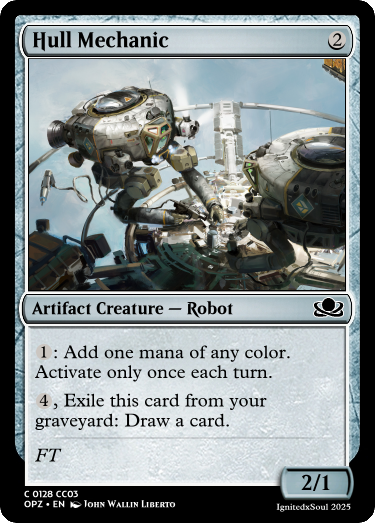 Hull Mechanic 2
Artifact Creature — Robot
1: Add one mana of any color.
Activate only once each turn.
4, Exile this card from your
graveyard: Draw a card.
FT
2/1
C 0128 CC03
OPZ • EN John Wallin Liberto
IgnitedxSoul 2025